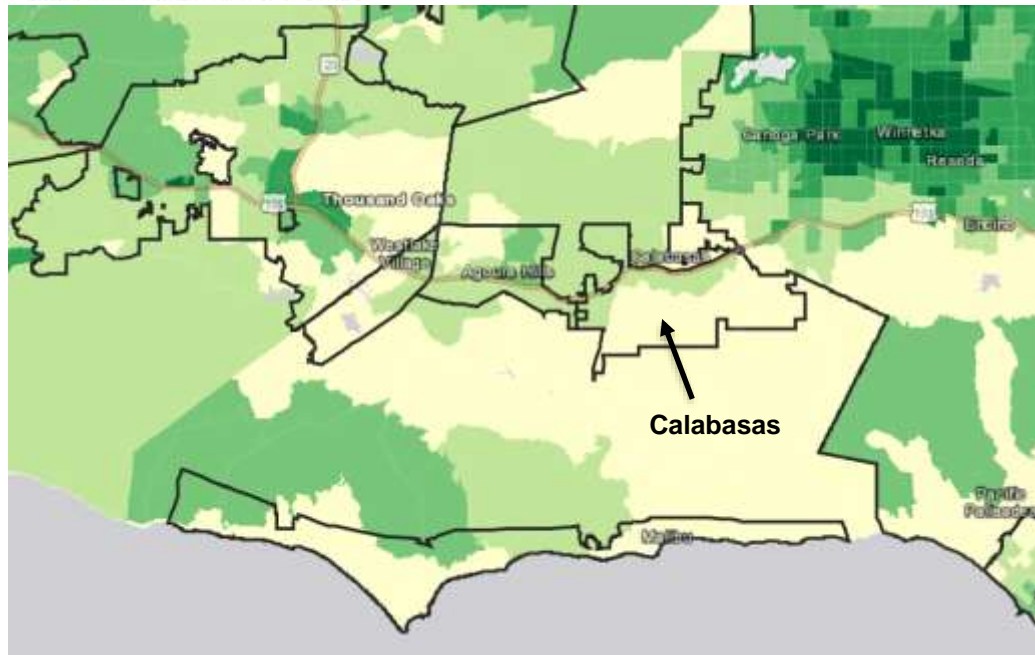 23
Canoga Park
Winnetka
Reseda
Thousand Oaks
101
101
Encino
Westlake
Village
Calabasas
Agoura Hills
Calabasas
Pacific
Palisades
Malibu